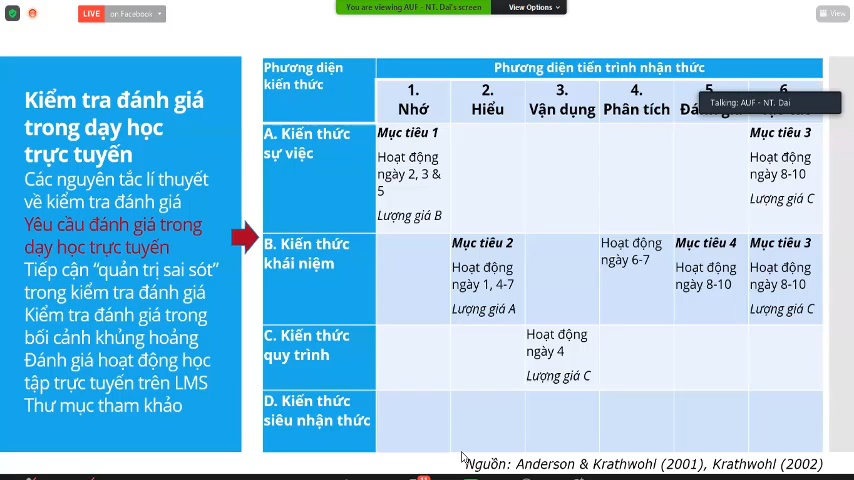 LIVE on Facebook
You are viewing AUF - NT. Dai's screen
View Options
View
Kiểm tra đánh giá
trong dạy học
trực tuyến
Các nguyên tắc lí thuyết
về kiểm tra đánh giá
Yêu cầu đánh giá trong
dạy học trực tuyến
Tiếp cận “quản trị sai sót”
trong kiểm tra đánh giá
Kiểm tra đánh giá trong
bối cảnh khủng hoảng
Đánh giá hoạt động học
tập trực tuyến trên LMS
Thư mục tham khảo
Phương diện
kiến thức
Phương diện tiến trình nhận thức
1.
Nhớ
2.
Hiểu
3.
Vận dụng
4.
Phân tích
5.
6.
Talking: AUF - NT. Dai
A. Kiến thức
sự việc
Mục tiêu 1
Hoạt động
ngày 2, 3 &
5
Lượng giá B
Mục tiêu 3
Hoạt động
ngày 8-10
Lượng giá C
B. Kiến thức
khái niệm
Mục tiêu 2
Hoạt động
ngày 1, 4-7
Lượng giá A
Hoạt động
ngày 6-7
Mục tiêu 4
Hoạt động
ngày 8-10
Mục tiêu 3
Hoạt động
ngày 8-10
Lượng giá C
C. Kiến thức
quy trình
Hoạt động
ngày 4
Lượng giá C
D. Kiến thức
siêu nhận thức
Nguồn: Anderson & Krathwohl (2001), Krathwohl (2002)